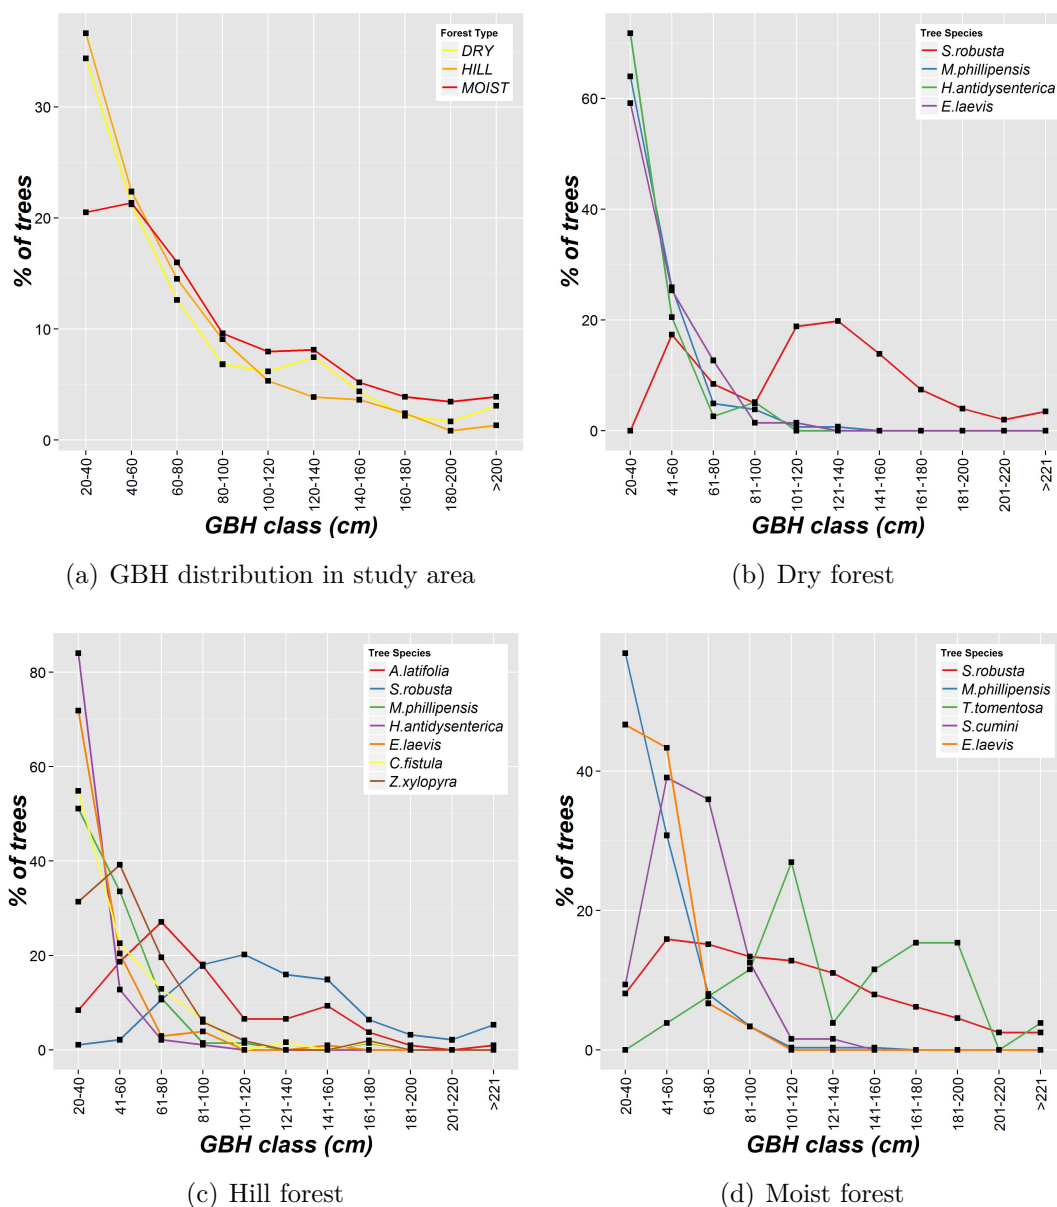 Forest Type
DRY
HILL
MOIST
% of trees
30
20
10
0
20-40
40-60
60-80
80-100
100-120
120-140
140-160
160-180
180-200
>200
GBH class (cm)
(a) GBH distribution in study area
Tree Species
S.robusta
M.phillipensis
H.antidysenterica
E.laevis
% of trees
60
40
20
0
20-40
41-60
61-80
81-100
101-120
121-140
141-160
161-180
181-200
201-220
>221
GBH class (cm)
(b) Dry forest
Tree Species
A.latifolia
S.robusta
M.phillipensis
H.antidysenterica
E.laevis
C.fistula
Z.xylopyra
% of trees
80
60
40
20
0
20-40
41-60
61-80
81-100
101-120
121-140
141-160
161-180
181-200
201-220
>221
GBH class (cm)
(c) Hill forest
Tree Species
S.robusta
M.phillipensis
T.tomentosa
S.cumini
E.laevis
% of trees
40
20
0
20-40
41-60
61-80
81-100
101-120
121-140
141-160
161-180
181-200
201-220
>221
GBH class (cm)
(d) Moist forest